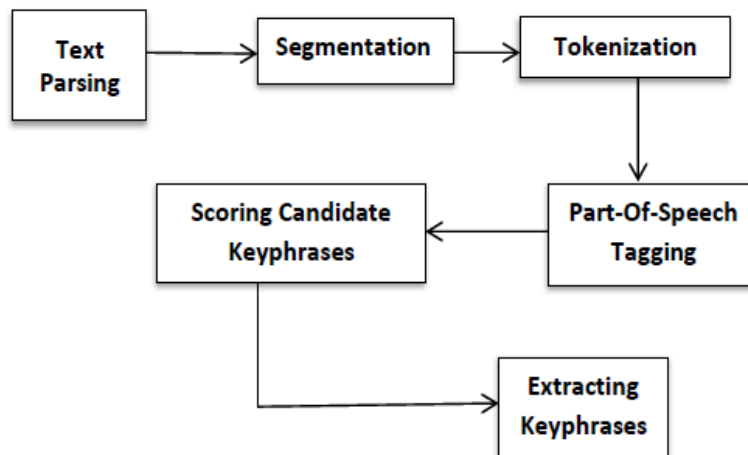 Text
Parsing
Segmentation
Tokenization
Part-Of-Speech
Tagging
Scoring Candidate
Keyphrases
Extracting
Keyphrases